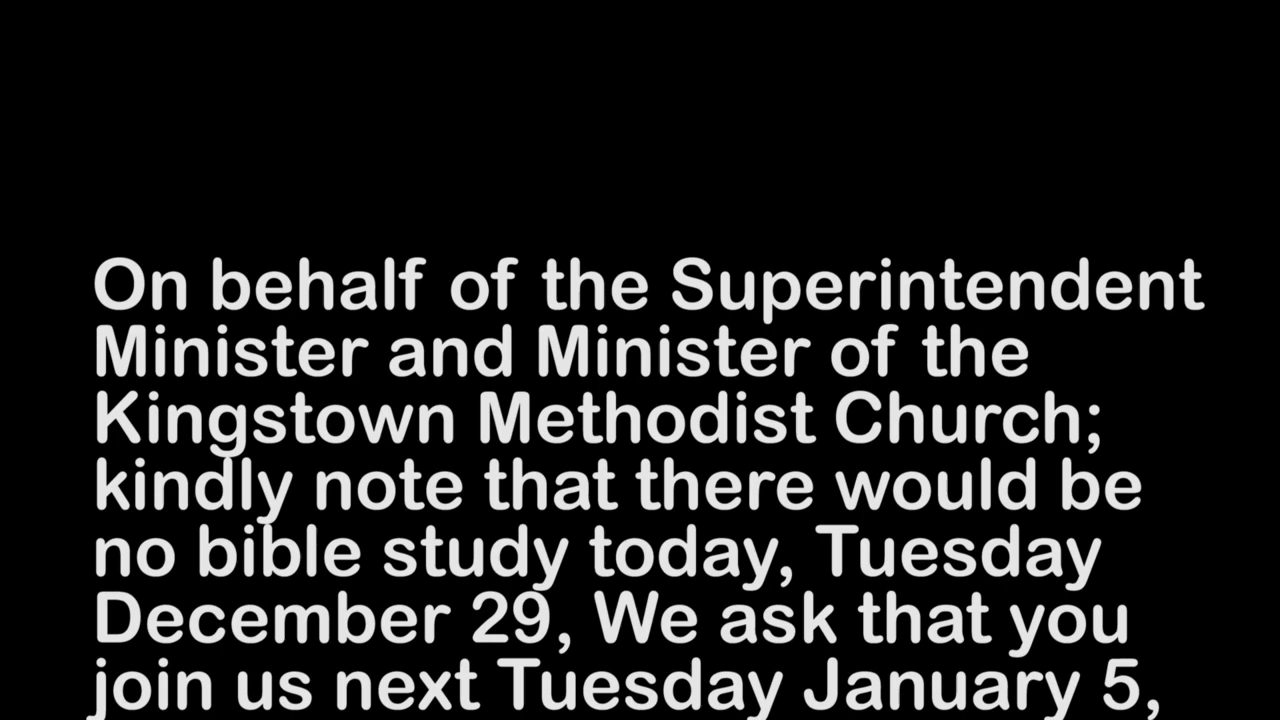 On behalf of the Superintendent
Minister and Minister of the
Kingstown Methodist Church;
kindly note that there would be
no bible study today, Tuesday
December 29, We ask that you
join us next Tuesday January 5,